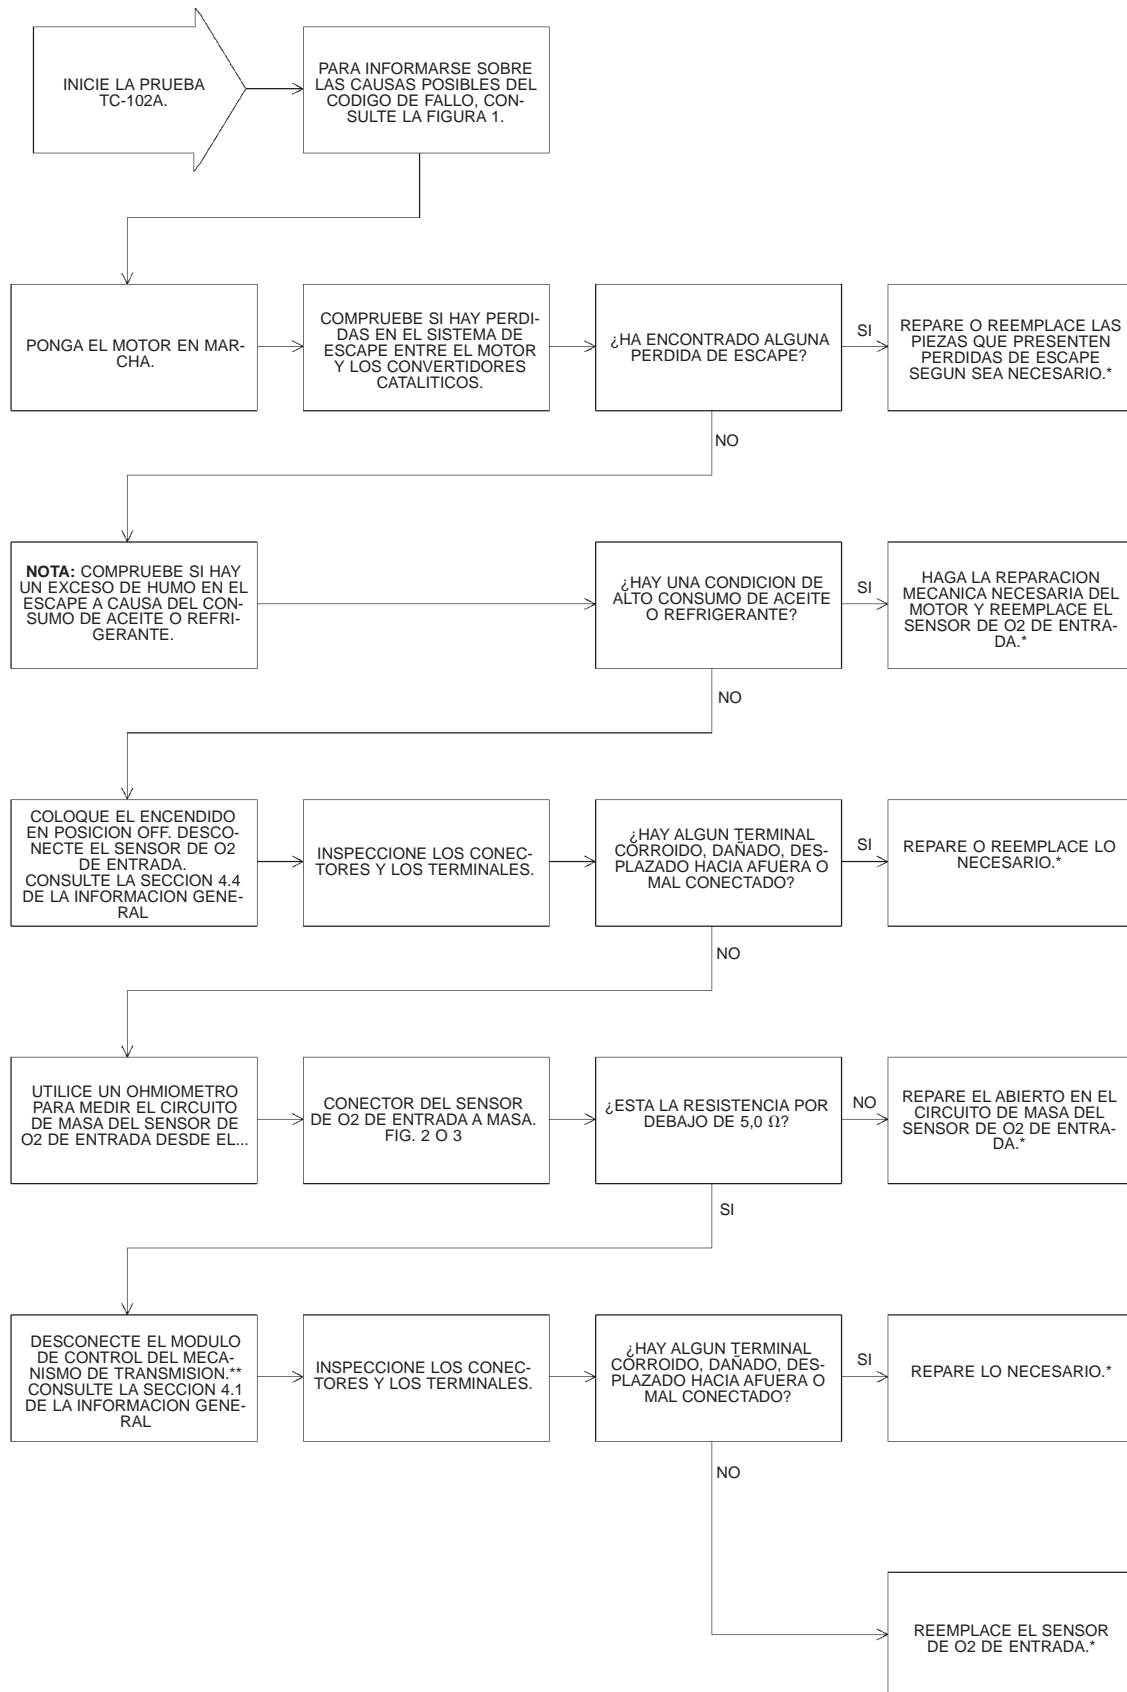 INICIE LA PRUEBA
TC-102A.
PARA INFORMARSE SOBRE
LAS CAUSAS POSIBLES DEL
CODIGO DE FALLO, CON-
SULTE LA FIGURA 1.
PONGA EL MOTOR EN MAR-
CHA.
COMPRUEBE SI HAY PERDI-
DAS EN EL SISTEMA DE
ESCAPE ENTRE EL MOTOR
Y LOS CONVERTIDORES
CATALITICOS.
¿HA ENCONTRADO ALGUNA
PERDIDA DE ESCAPE?
SI
REPARE O REEMPLACE LAS
PIEZAS QUE PRESENTEN
PERDIDAS DE ESCAPE
SEGUN SEA NECESARIO.*
NO
NOTA: COMPRUEBE SI HAY
UN EXCESO DE HUMO EN EL
ESCAPE A CAUSA DEL CON-
SUMO DE ACEITE O REFRI-
GERANTE.
¿HAY UNA CONDICION DE
ALTO CONSUMO DE ACEITE
O REFRIGERANTE?
SI
HAGA LA REPARACION
MECANICA NECESARIA DEL
MOTOR Y REEMPLACE EL
SENSOR DE O2 DE ENTRA-
DA.*
NO
COLOQUE EL ENCENDIDO
EN POSICION OFF. DESCO-
NECTE EL SENSOR DE O2
DE ENTRADA.
CONSULTE LA SECCION 4.4
DE LA INFORMACION GENE-
RAL
INSPECCIONE LOS CONEC-
TORES Y LOS TERMINALES.
¿HAY ALGUN TERMINAL
CORROIDO, DAÑADO, DES-
PLAZADO HACIA AFUERA O
MAL CONECTADO?
SI
REPARE O REEMPLACE LO
NECESARIO.*
NO
UTILICE UN OHMIOMETRO
PARA MEDIR EL CIRCUITO
DE MASA DEL SENSOR DE
O2 DE ENTRADA DESDE EL...
CONECTOR DEL SENSOR
DE O2 DE ENTRADA A MASA.
FIG. 2 O 3
¿ESTA LA RESISTENCIA POR
DEBAJO DE 5,0 Ω?
NO
REPARE EL ABIERTO EN EL
CIRCUITO DE MASA DEL
SENSOR DE O2 DE ENTRA-
DA.*
SI
DESCONECTE EL MODULO
DE CONTROL DEL MECA-
NISMO DE TRANSMISION.**
CONSULTE LA SECCION 4.1
DE LA INFORMACION GENE-
RAL
INSPECCIONE LOS CONEC-
TORES Y LOS TERMINALES.
¿HAY ALGUN TERMINAL
CORROIDO, DAÑADO, DES-
PLAZADO HACIA AFUERA O
MAL CONECTADO?
SI
REPARE LO NECESARIO.*
NO
REEMPLACE EL SENSOR
DE O2 DE ENTRADA.*